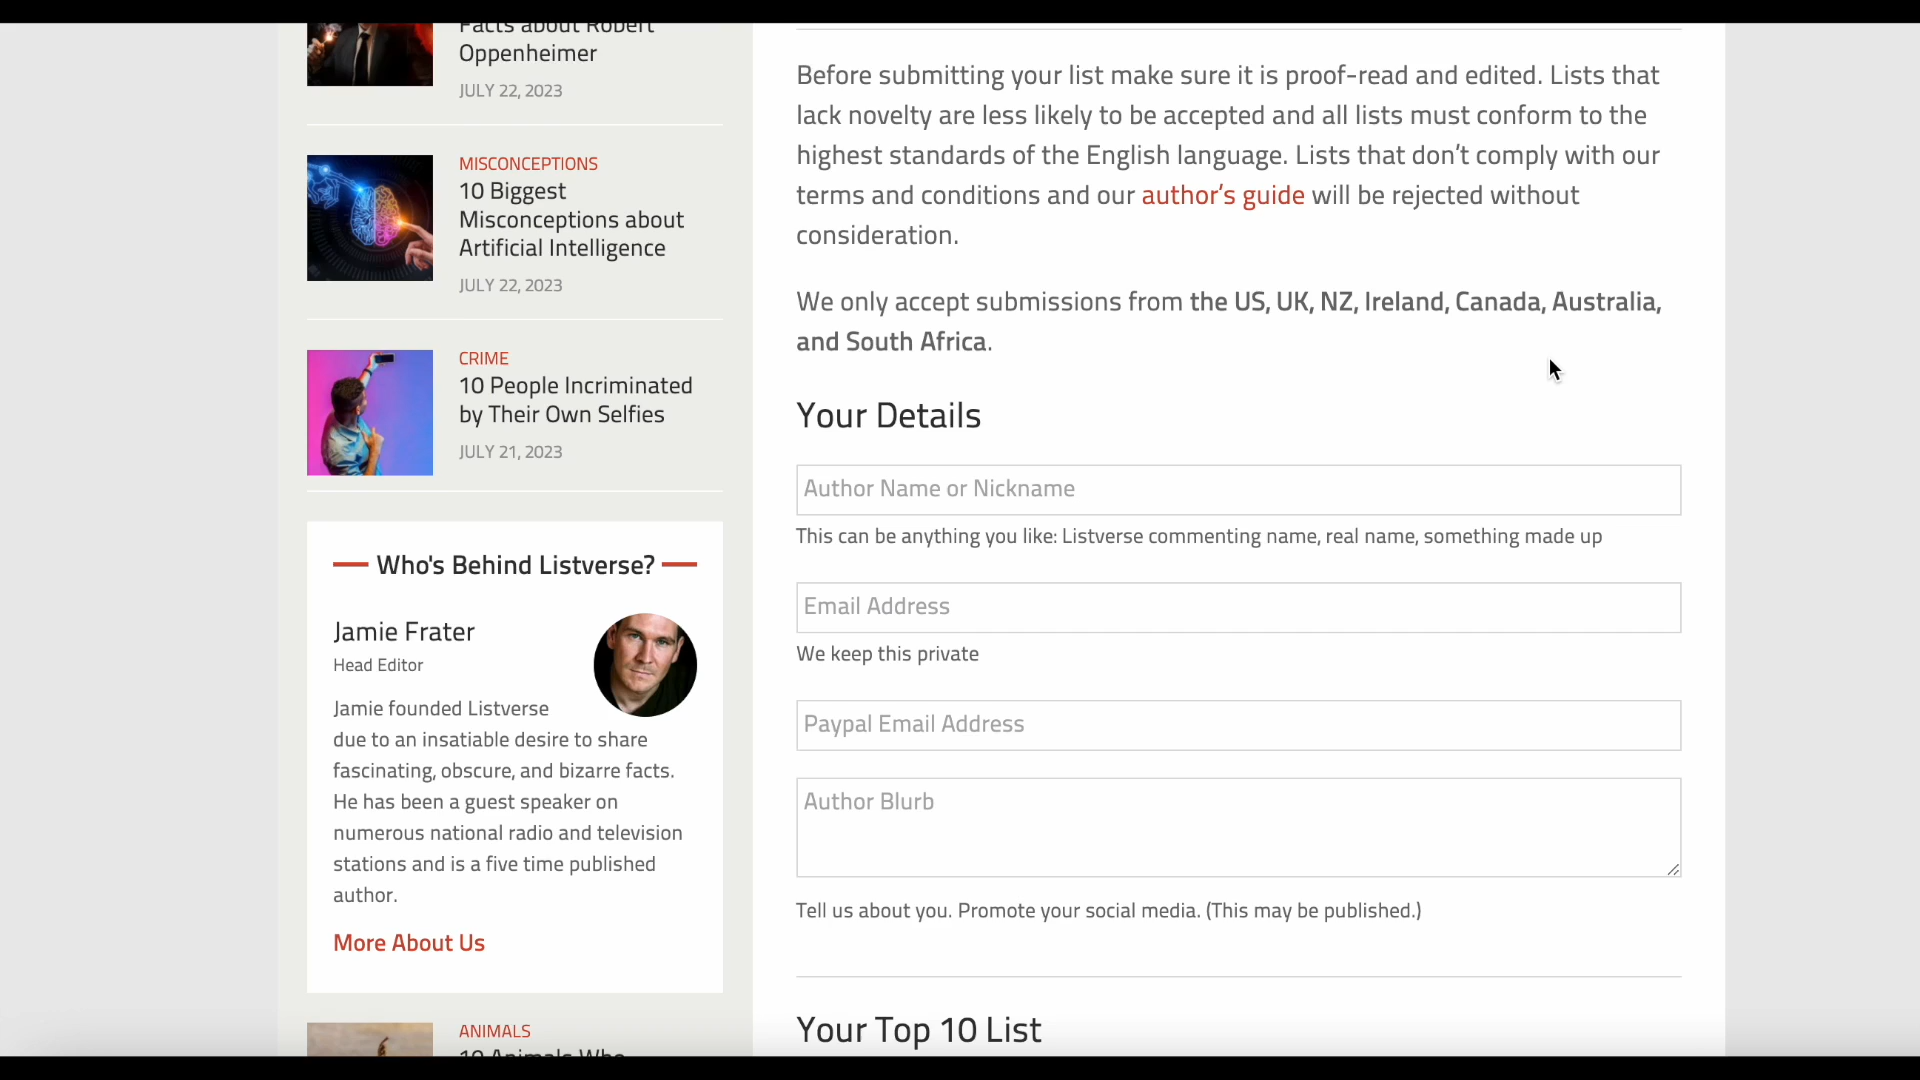 Facts about Robert
Oppenheimer
JULY 22, 2023
MISCONCEPTIONS
10 Biggest
Misconceptions about
Artificial Intelligence
JULY 22, 2023
CRIME
10 People Incriminated
by Their Own Selfies
JULY 21, 2023
Who's Behind Listverse?
Jamie Frater
Head Editor
Jamie founded Listverse
due to an insatiable desire to share
fascinating, obscure, and bizarre facts.
He has been a guest speaker on
numerous national radio and television
stations and is a five time published
author.
More About Us
ANIMALS
10 Animals Who
Before submitting your list make sure it is proof-read and edited. Lists that
lack novelty are less likely to be accepted and all lists must conform to the
highest standards of the English language. Lists that don’t comply with our
terms and conditions and our author’s guide will be rejected without
consideration.
We only accept submissions from the US, UK, NZ, Ireland, Canada, Australia,
and South Africa.
Your Details
Author Name or Nickname
This can be anything you like: Listverse commenting name, real name, something made up
Email Address
We keep this private
Paypal Email Address
Author Blurb
Tell us about you. Promote your social media. (This may be published.)
Your Top 10 List